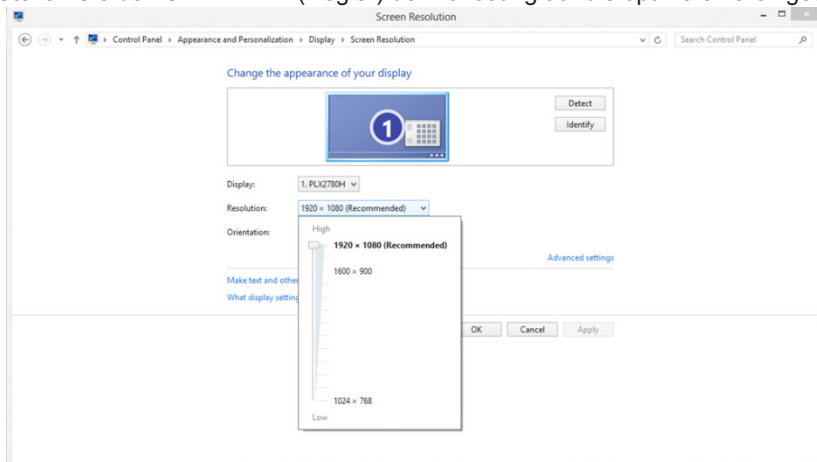 Screen Resolution
Control Panel Appearance and Personalization Display Screen Resolution
Search Control Panel
Change the appearance of your display
1
Detect
Identify
Display: 1. PLX2780H
Resolution: 1920 × 1080 (Recommended)
Orientation:
High
1920 × 1080 (Recommended)
1600 × 900
1024 × 768
Low
Advanced settings
Make text and other
What display setting
OK Cancel Apply